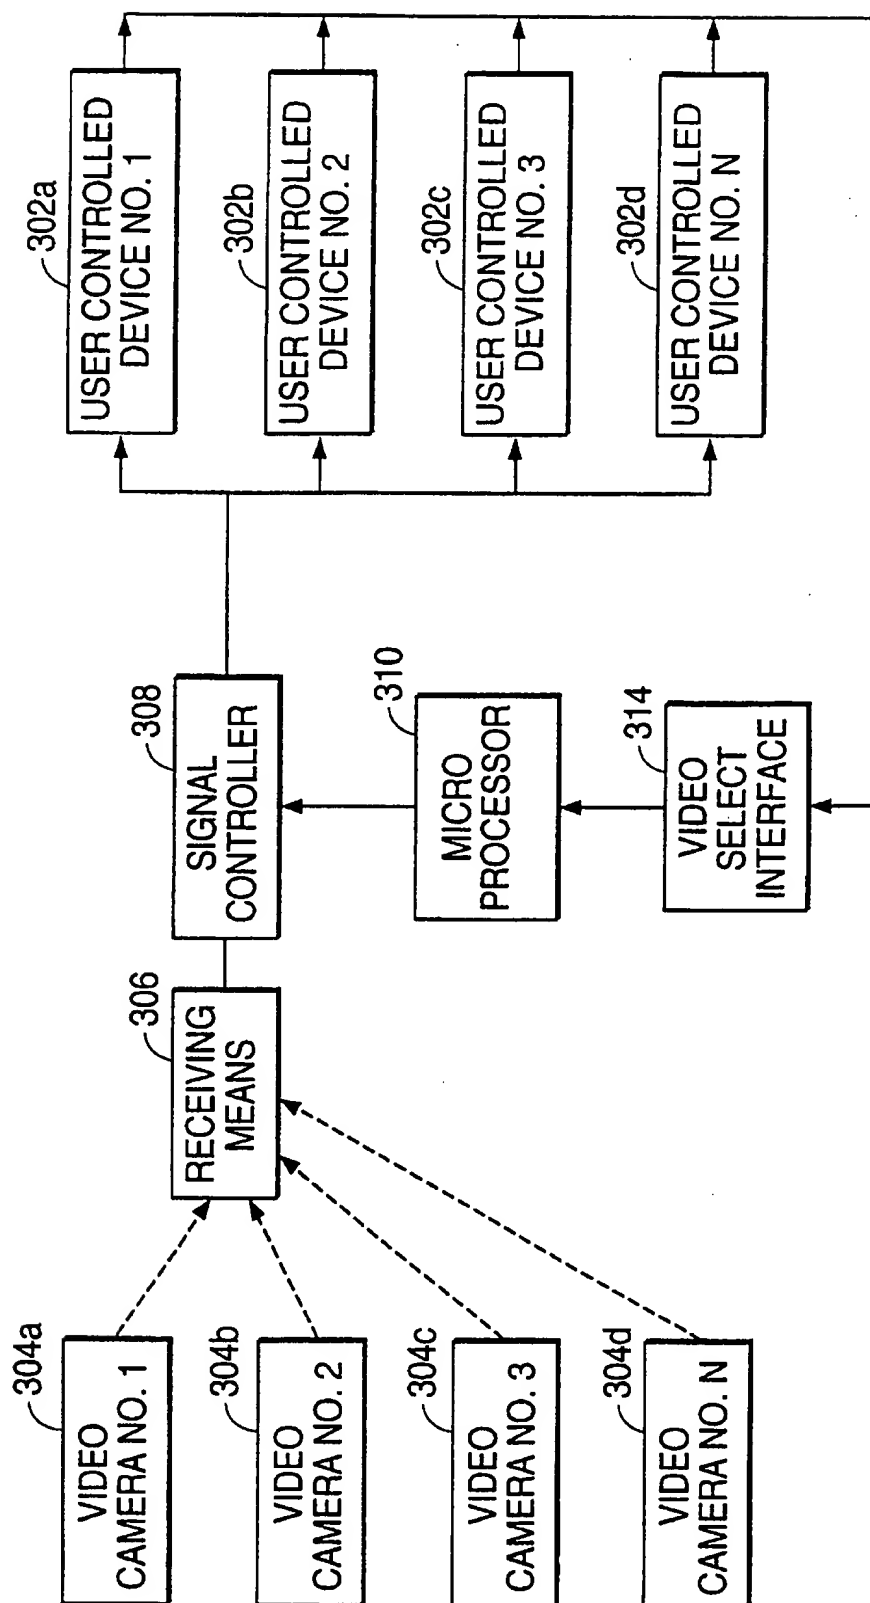 304a
VIDEO
CAMERA NO. 1
304b
VIDEO
CAMERA NO. 2
304c
VIDEO
CAMERA NO. 3
304d
VIDEO
CAMERA NO. N
306
RECEIVING
MEANS
308
SIGNAL
CONTROLLER
310
MICRO
PROCESSOR
314
VIDEO
SELECT
INTERFACE
302a
USER CONTROLLED
DEVICE NO. 1
302b
USER CONTROLLED
DEVICE NO. 2
302c
USER CONTROLLED
DEVICE NO. 3
302d
USER CONTROLLED
DEVICE NO. N